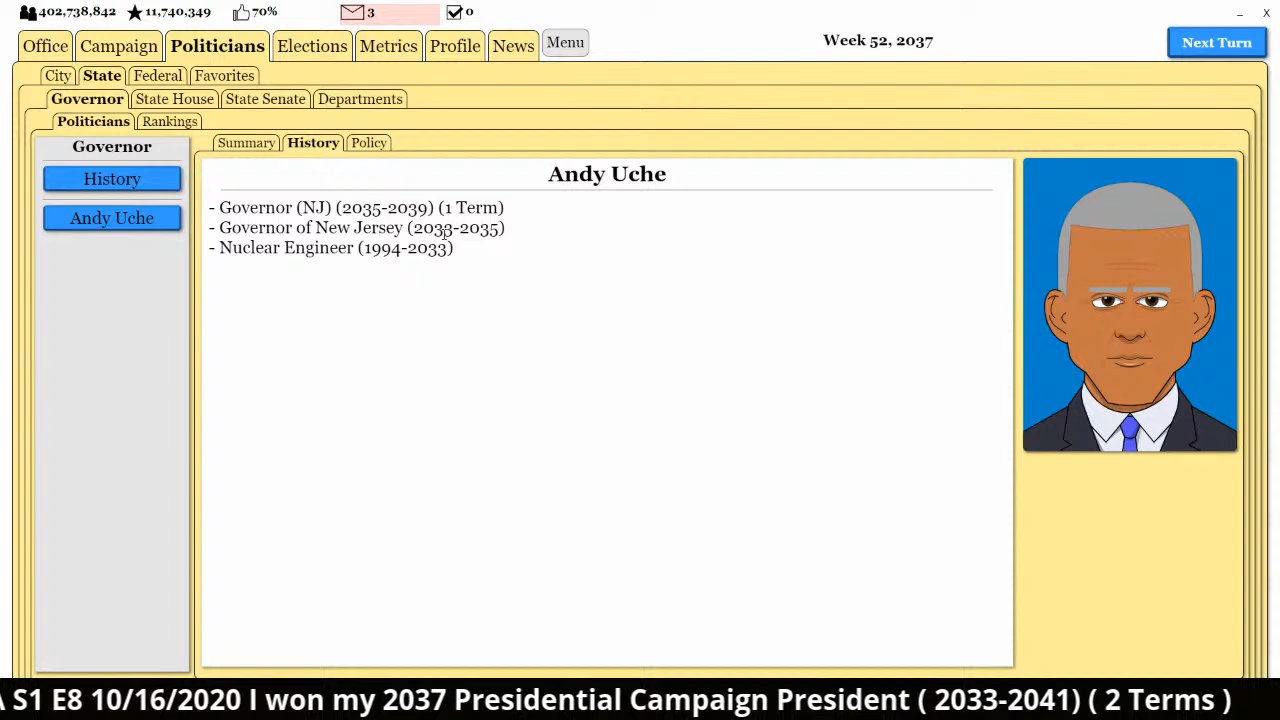 402,738,842 11,740,349 70% 3 0
Office Campaign Politicians Elections Metrics Profile News Menu Week 52, 2037 Next Turn
City State Federal Favorites
Governor State House State Senate Departments
Politicians Rankings
Governor
History
Andy Uche
Summary History Policy
Andy Uche
- Governor (NJ) (2035-2039) (1 Term)
- Governor of New Jersey (2033-2035)
- Nuclear Engineer (1994-2033)
A S1 E8 10/16/2020 I won my 2037 Presidential Campaign President ( 2033-2041) ( 2 Terms )